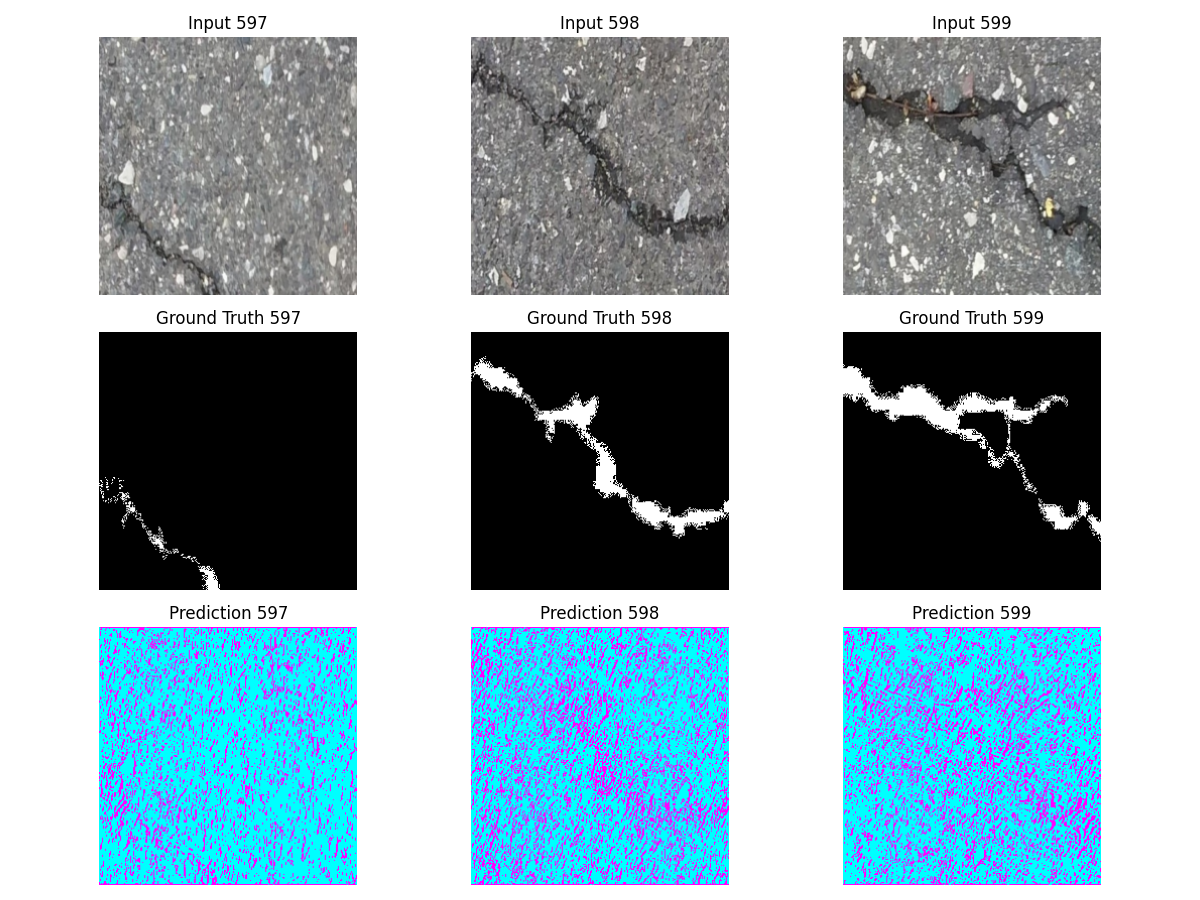 Input 597
Input 598
Input 599
Ground Truth 597
Ground Truth 598
Ground Truth 599
Prediction 597
Prediction 598
Prediction 599